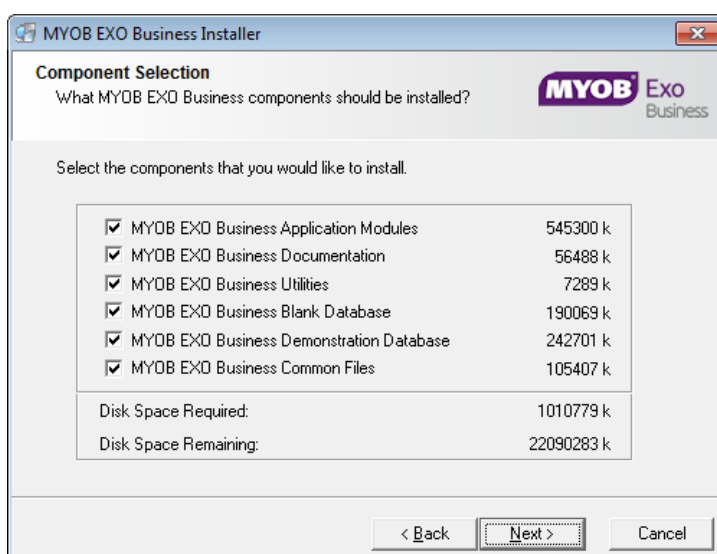 MYOB EXO Business Installer
Component Selection
What MYOB EXO Business components should be installed?
MYOB Exo
Business
Select the components that you would like to install.
MYOB EXO Business Application Modules 545300 k
MYOB EXO Business Documentation 56488 k
MYOB EXO Business Utilities 7289 k
MYOB EXO Business Blank Database 190069 k
MYOB EXO Business Demonstration Database 242701 k
MYOB EXO Business Common Files 105407 k
Disk Space Required: 1010779 k
Disk Space Remaining: 22090283 k
< Back Next > Cancel